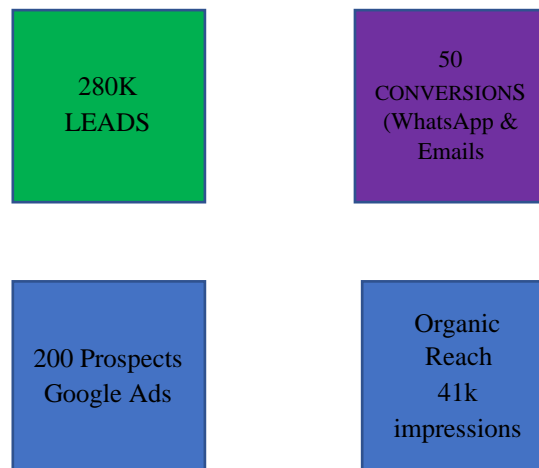 280K
LEADS
50
CONVERSIONS
(WhatsApp &
Emails
200 Prospects
Google Ads
Organic
Reach
41k
impressions